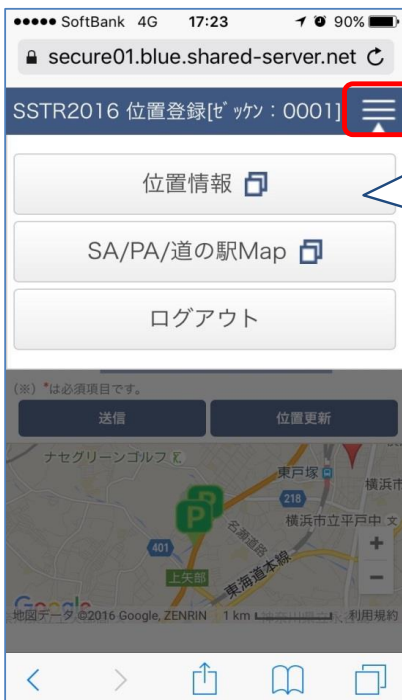 SoftBank 4G 17:23 90%
secure01.blue.shared-server.net
SSTR2016 位置登録[ｾﾞｯｹﾝ：0001]
位置情報
SA/PA/道の駅Map
ログアウト
(※) *は必須項目です。
送信 位置更新
ナセグリーンゴルフ
東戸塚
218
横浜市
横浜市立平戸中 文
P
名瀬道路
401
上矢部
東海道本線
+
−
Google
地図データ ©2016 Google, ZENRIN 1 km 利用規約